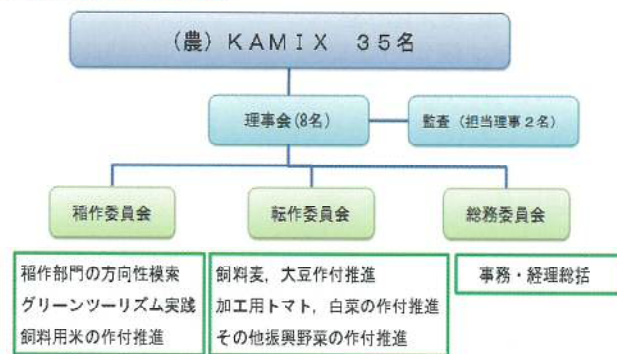 (農)ＫＡＭＩＸ　３５名
理事会(8名)
監査（担当理事２名）
稲作委員会
転作委員会
総務委員会
稲作部門の方向性模索
グリーンツーリズム実践
飼料用米の作付推進
飼料麦，大豆作付推進
加工用トマト，白菜の作付推進
その他振興野菜の作付推進
事務・経理総括